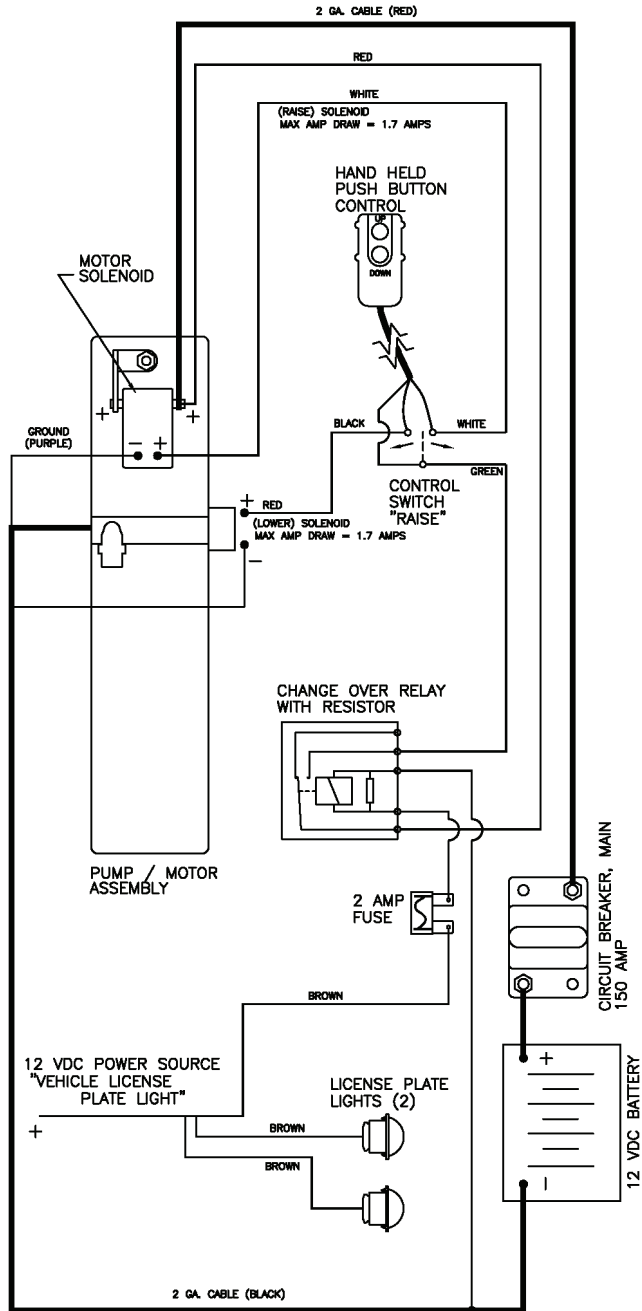 2 GA. CABLE (RED)
RED
WHITE
(RAISE) SOLENOID
MAX AMP DRAW = 1.7 AMPS
HAND HELD
PUSH BUTTON
CONTROL
UP
DOWN
MOTOR
SOLENOID
+
+
GROUND
(PURPLE)
- +
BLACK
WHITE
GREEN
CONTROL
SWITCH
"RAISE"
+
RED
(LOWER) SOLENOID
MAX AMP DRAW = 1.7 AMPS
-
CHANGE OVER RELAY
WITH RESISTOR
PUMP / MOTOR
ASSEMBLY
2 AMP
FUSE
CIRCUIT BREAKER, MAIN
150 AMP
BROWN
12 VDC POWER SOURCE
"VEHICLE LICENSE
PLATE LIGHT"
+
LICENSE PLATE
LIGHTS (2)
BROWN
BROWN
+
-
12 VDC BATTERY
2 GA. CABLE (BLACK)